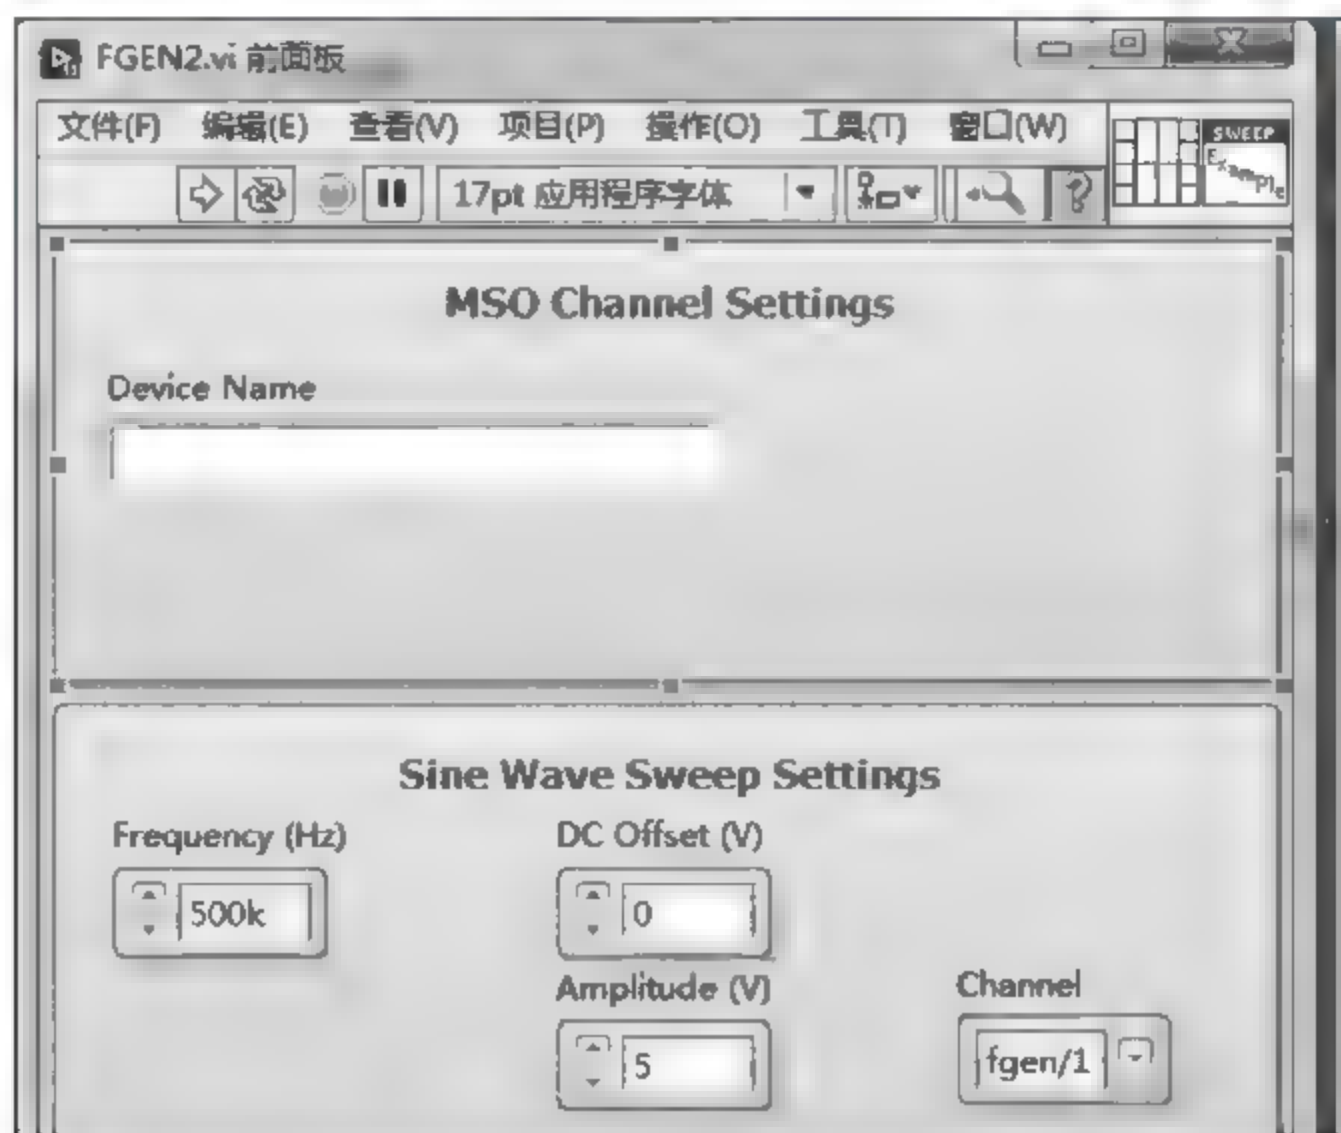 FGEN2.vi 前面板
文件(F) 编辑(E) 查看(V) 项目(P) 操作(O) 工具(T) 窗口(W)
SWEEP
Example
17pt 应用程序字体
MSO Channel Settings
Device Name
Sine Wave Sweep Settings
Frequency (Hz) DC Offset (V)
500k 0
Amplitude (V) Channel
5 fgen/1